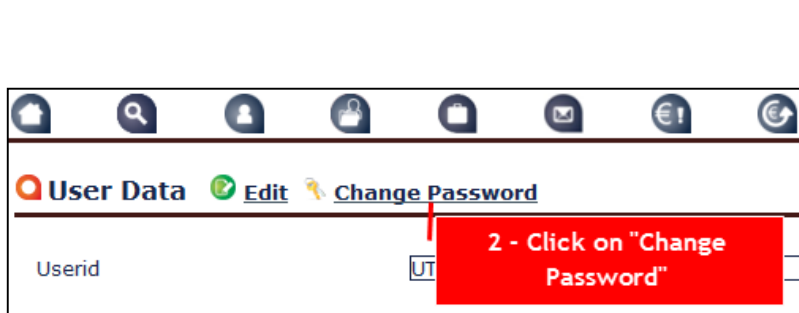 User Data Edit Change Password
2 - Click on "Change
Password"
Userid UT